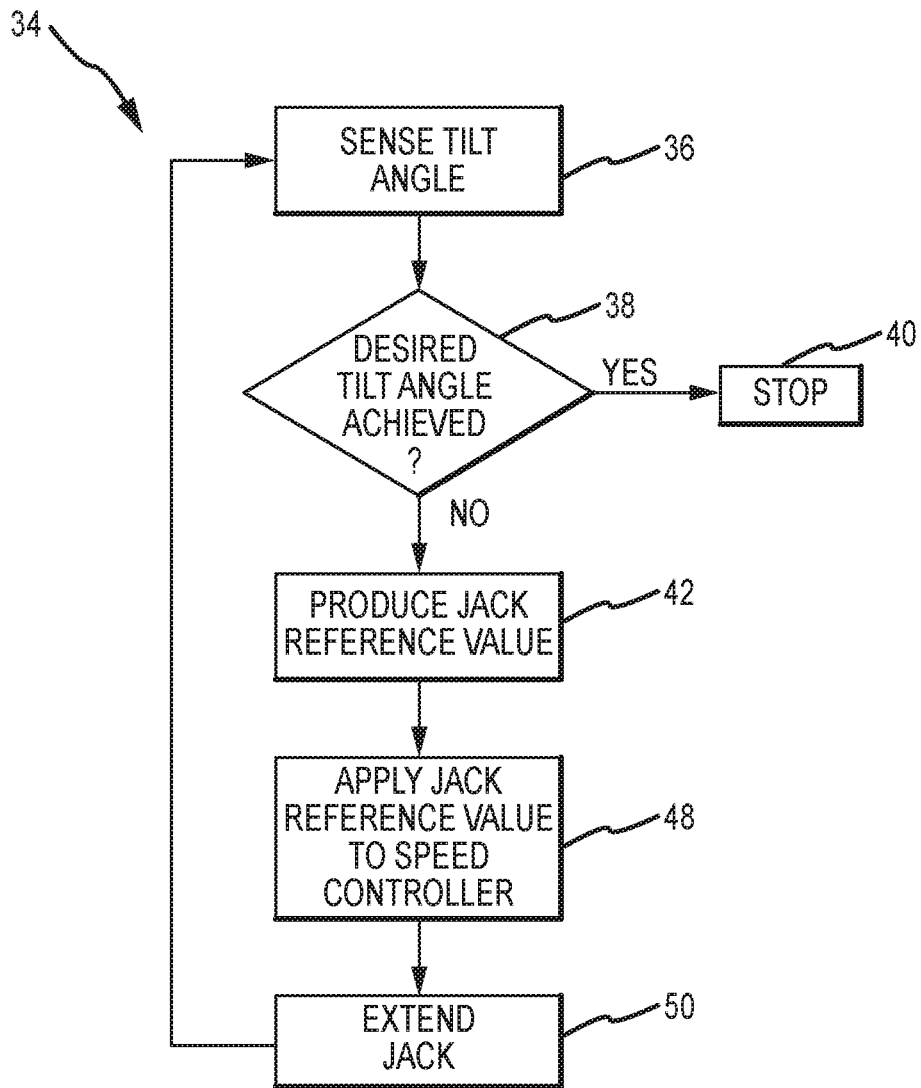 34
SENSE TILT
ANGLE
36
DESIRED
TILT ANGLE
ACHIEVED
?
38
YES
40
STOP
NO
PRODUCE JACK
REFERENCE VALUE
42
APPLY JACK
REFERENCE VALUE
TO SPEED
CONTROLLER
48
EXTEND
JACK
50